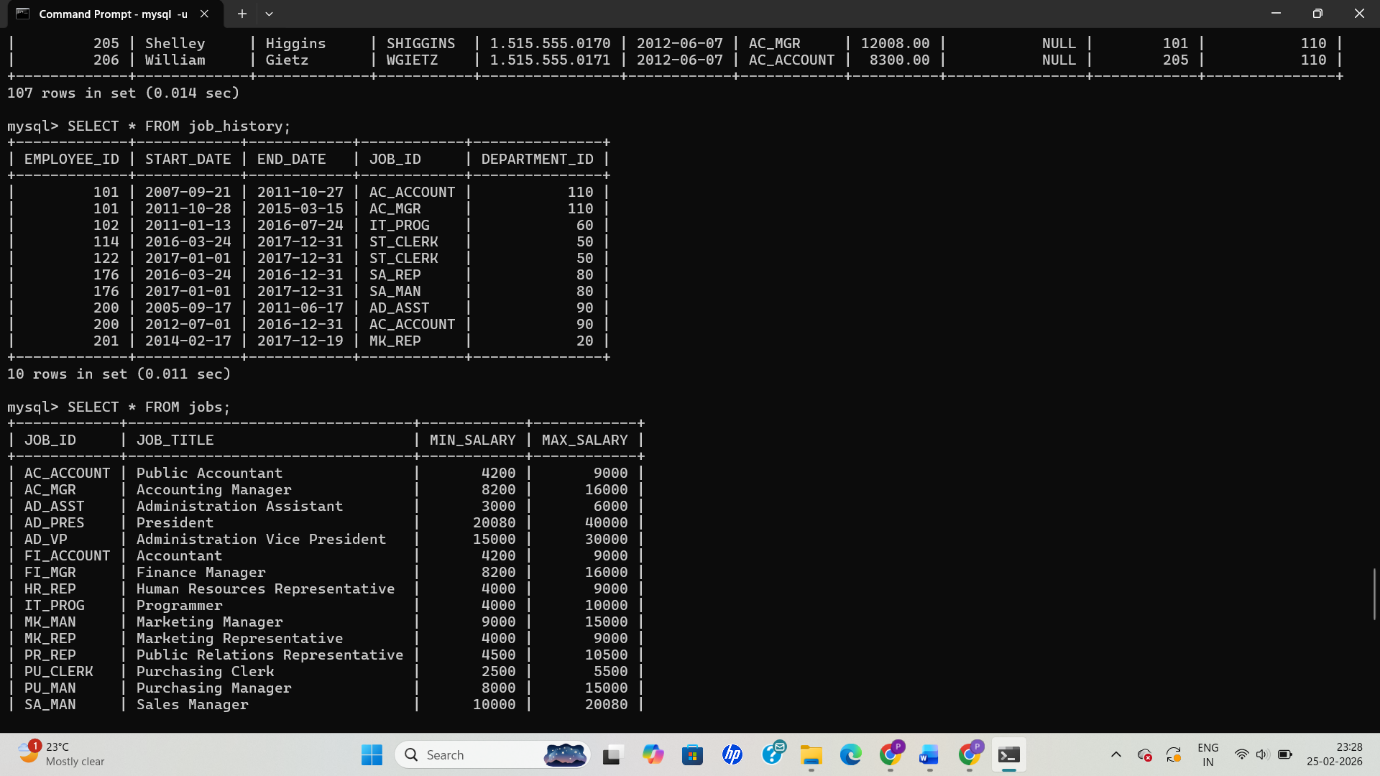 Command Prompt - mysql -u
|         205 | Shelley     | Higgins     | SHIGGINS   | 1.515.555.0170 | 2012-06-07 | AC_MGR     | 12008.00 |           NULL |        101 |           110 |
|         206 | William     | Gietz       | WGIETZ     | 1.515.555.0171 | 2012-06-07 | AC_ACCOUNT |  8300.00 |           NULL |        205 |           110 |
+-------------+-------------+-------------+------------+----------------+------------+------------+----------+----------------+------------+---------------+
107 rows in set (0.014 sec)
mysql> SELECT * FROM job_history;
+-------------+------------+------------+------------+---------------+
| EMPLOYEE_ID | START_DATE | END_DATE   | JOB_ID     | DEPARTMENT_ID |
+-------------+------------+------------+------------+---------------+
|         101 | 2007-09-21 | 2011-10-27 | AC_ACCOUNT |           110 |
|         101 | 2011-10-28 | 2015-03-15 | AC_MGR     |           110 |
|         102 | 2011-01-13 | 2016-07-24 | IT_PROG    |            60 |
|         114 | 2016-03-24 | 2017-12-31 | ST_CLERK   |            50 |
|         122 | 2017-01-01 | 2017-12-31 | ST_CLERK   |            50 |
|         176 | 2016-03-24 | 2016-12-31 | SA_REP     |            80 |
|         176 | 2017-01-01 | 2017-12-31 | SA_MAN     |            80 |
|         200 | 2005-09-17 | 2011-06-17 | AD_ASST    |            90 |
|         200 | 2012-07-01 | 2016-12-31 | AC_ACCOUNT |            90 |
|         201 | 2014-02-17 | 2017-12-19 | MK_REP     |            20 |
+-------------+------------+------------+------------+---------------+
10 rows in set (0.011 sec)
mysql> SELECT * FROM jobs;
+------------+---------------------------------+------------+------------+
| JOB_ID     | JOB_TITLE                       | MIN_SALARY | MAX_SALARY |
+------------+---------------------------------+------------+------------+
| AC_ACCOUNT | Public Accountant               |       4200 |       9000 |
| AC_MGR     | Accounting Manager              |       8200 |      16000 |
| AD_ASST    | Administration Assistant        |       3000 |       6000 |
| AD_PRES    | President                       |      20080 |      40000 |
| AD_VP      | Administration Vice President   |      15000 |      30000 |
| FI_ACCOUNT | Accountant                      |       4200 |       9000 |
| FI_MGR     | Finance Manager                 |       8200 |      16000 |
| HR_REP     | Human Resources Representative  |       4000 |       9000 |
| IT_PROG    | Programmer                      |       4000 |      10000 |
| MK_MAN     | Marketing Manager               |       9000 |      15000 |
| MK_REP     | Marketing Representative        |       4000 |       9000 |
| PR_REP     | Public Relations Representative |       4500 |      10500 |
| PU_CLERK   | Purchasing Clerk                |       2500 |       5500 |
| PU_MAN     | Purchasing Manager              |       8000 |      15000 |
| SA_MAN     | Sales Manager                   |      10000 |      20080 |
1
23°C
Mostly clear
Search
hp
P
W
P
ENG
IN
23:28
25-02-2026